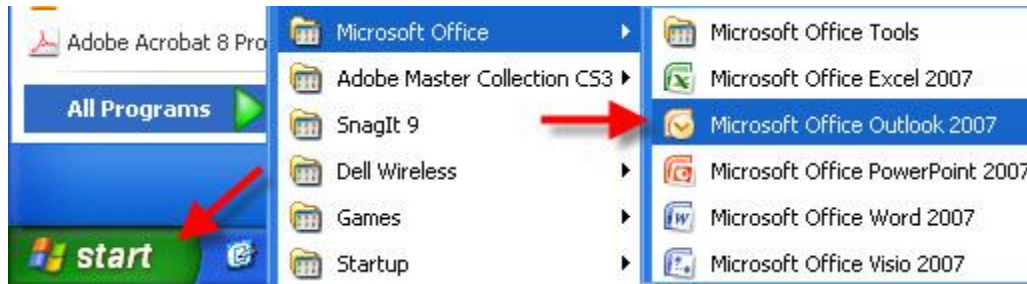 Adobe Acrobat 8 Pro
All Programs
start
Microsoft Office
Adobe Master Collection CS3
SnagIt 9
Dell Wireless
Games
Startup
Microsoft Office Tools
Microsoft Office Excel 2007
Microsoft Office Outlook 2007
Microsoft Office PowerPoint 2007
Microsoft Office Word 2007
Microsoft Office Visio 2007